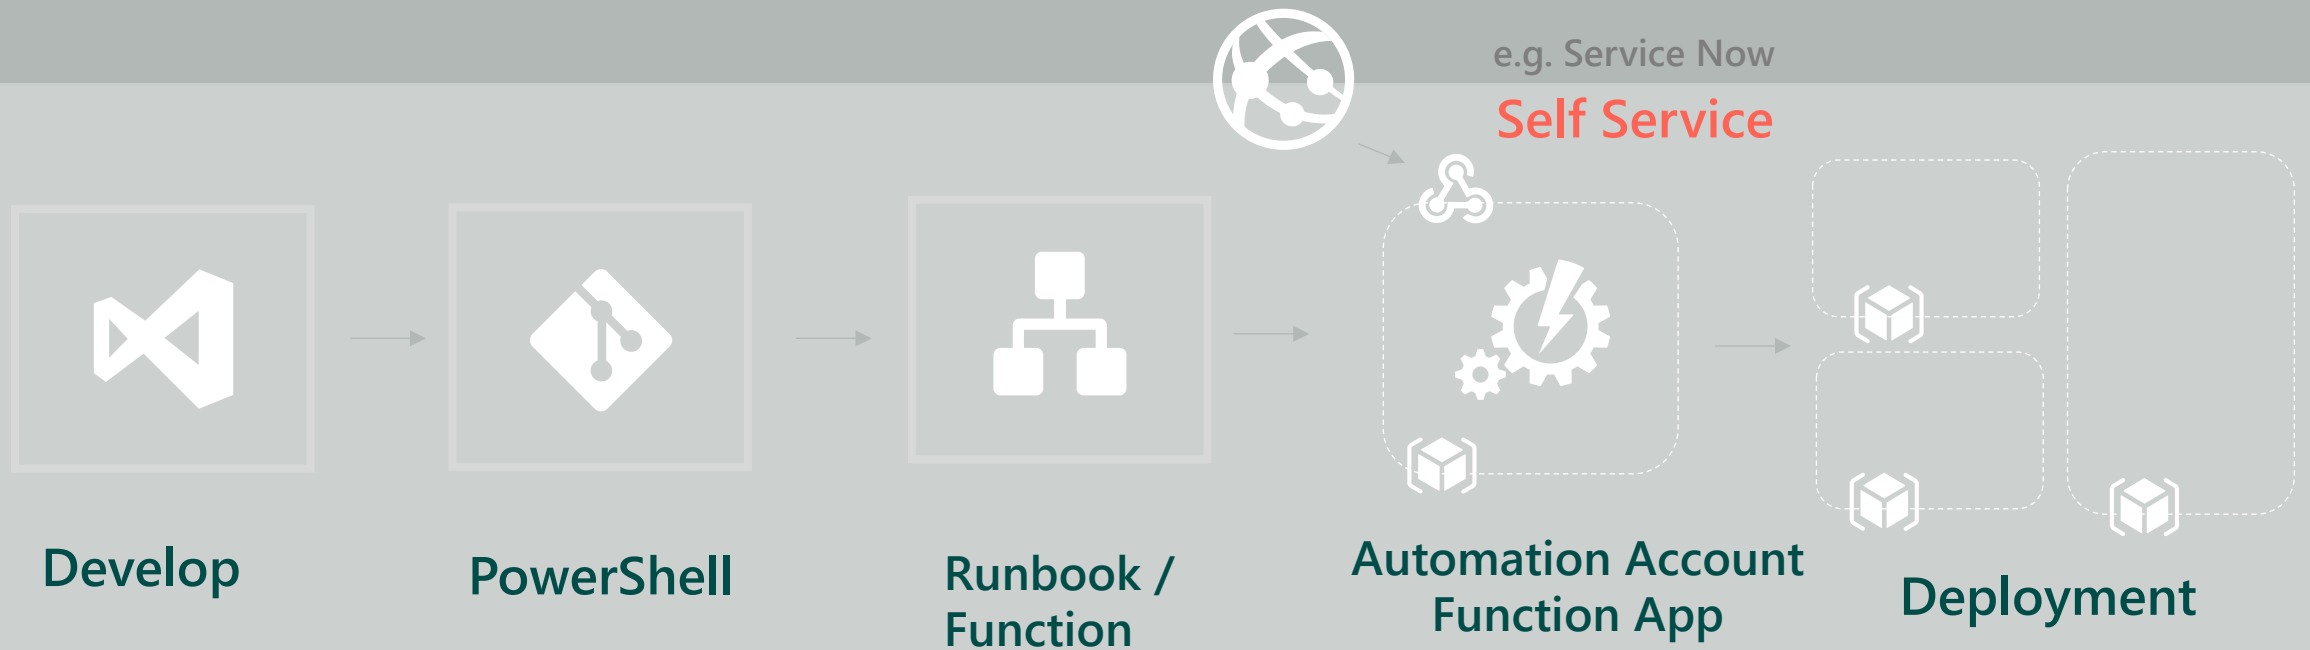 e.g. Service Now
Self Service
Develop
PowerShell
Runbook /
Function
Automation Account
Function App
Deployment